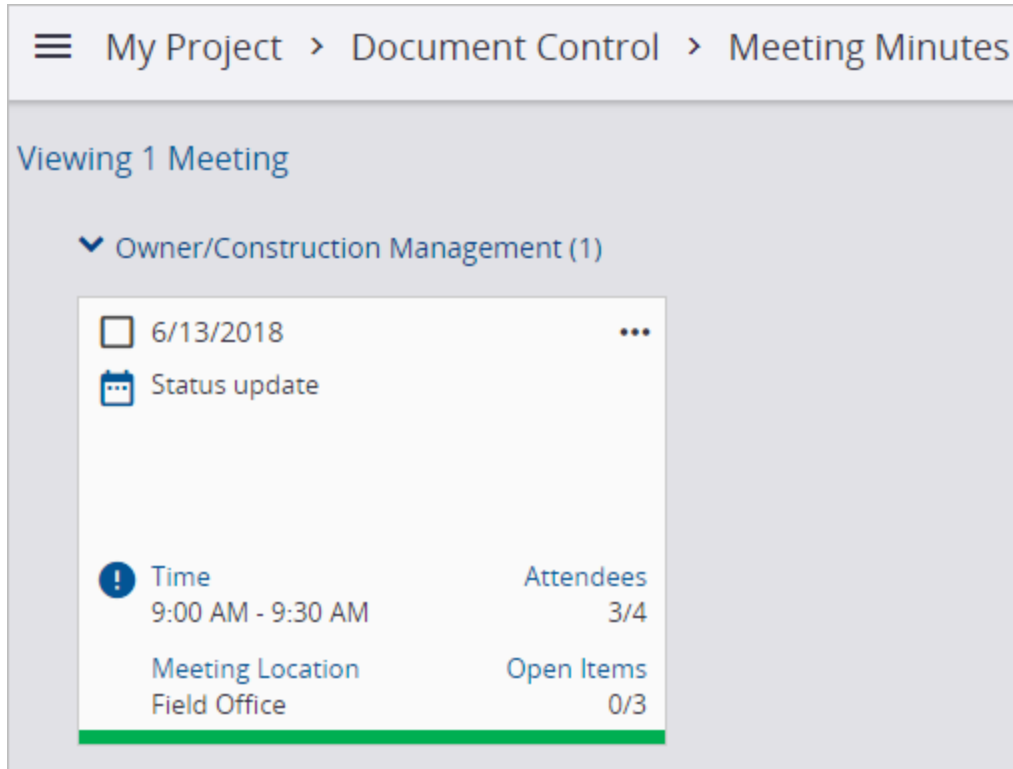 My Project > Document Control > Meeting Minutes
Viewing 1 Meeting
Owner/Construction Management (1)
6/13/2018
Status update
Time Attendees
9:00 AM - 9:30 AM 3/4
Meeting Location Open Items
Field Office 0/3